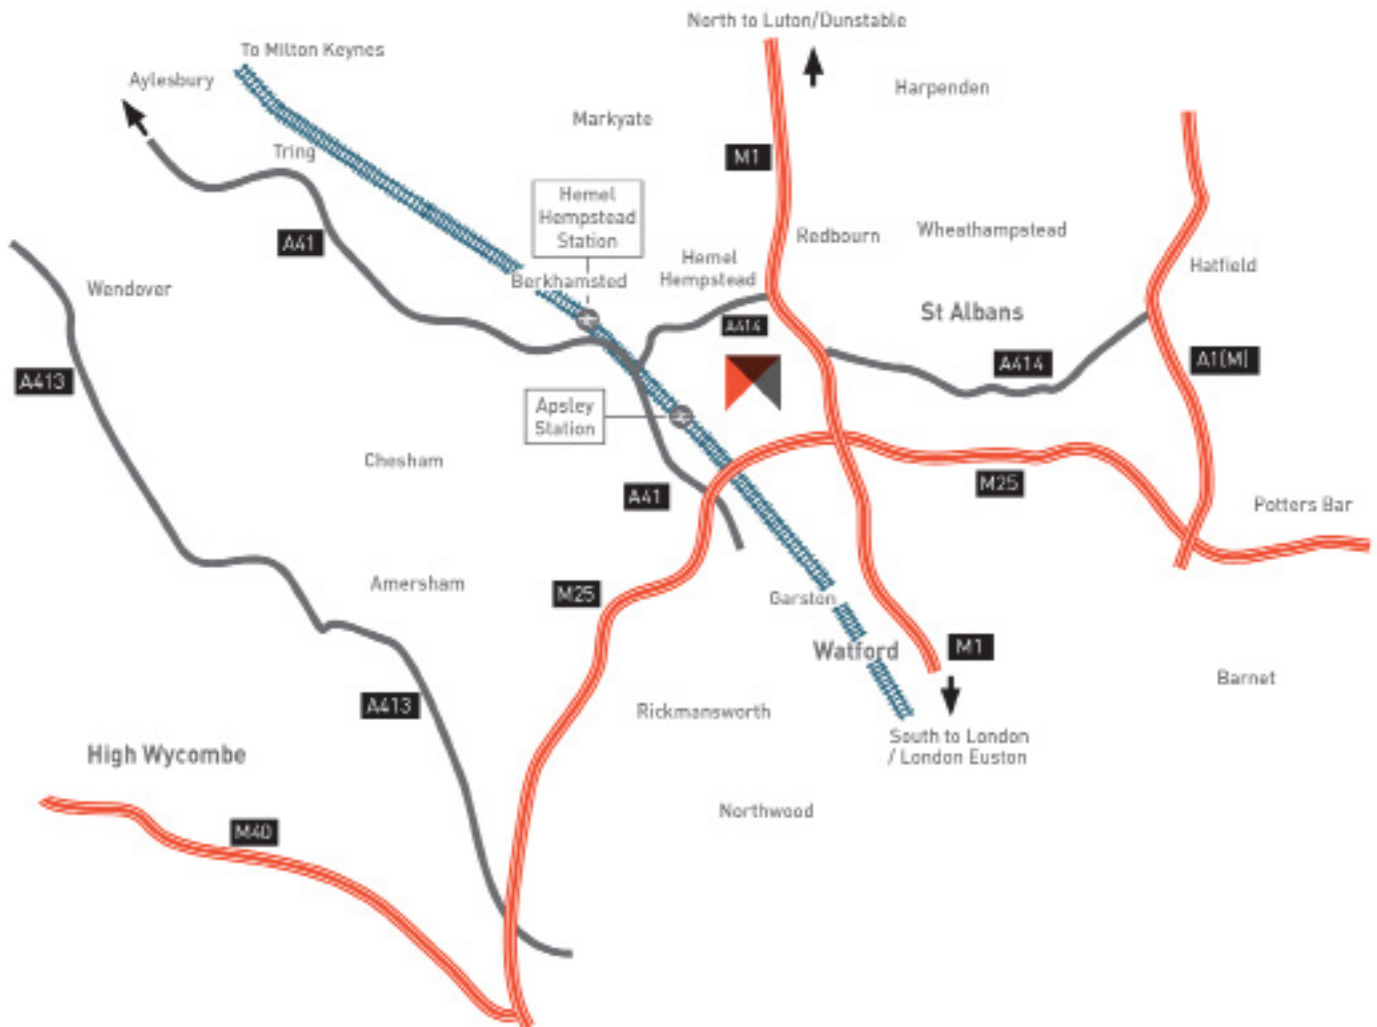 North to Luton/Dunstable
To Milton Keynes
Aylesbury
Harpenden
Markyate
Tring
M1
Hemel
Hempstead
Station
Redbourn
Wheathampstead
A41
Hemel
Hempstead
Hatfield
Berkhamsted
Wendover
St Albans
A414
A414
A1(M)
A413
Apsley
Station
Chesham
M25
A41
Potters Bar
Amersham
M25
Garston
Watford
M1
Barnet
A413
Rickmansworth
South to London
/ London Euston
High Wycombe
Northwood
M40